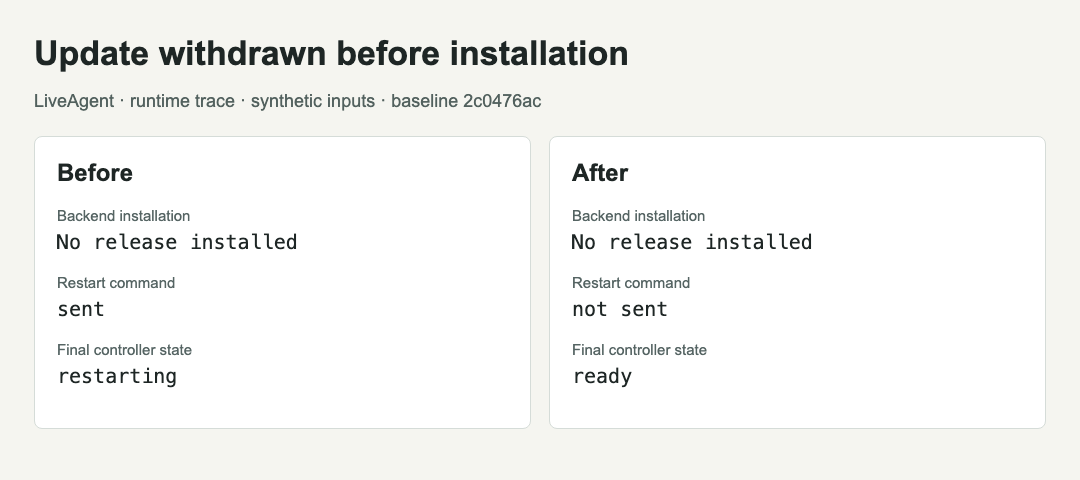 Update withdrawn before installation
LiveAgent · runtime trace · synthetic inputs · baseline 2c0476ac
Before
Backend installation
No release installed
Restart command
sent
Final controller state
restarting
After
Backend installation
No release installed
Restart command
not sent
Final controller state
ready